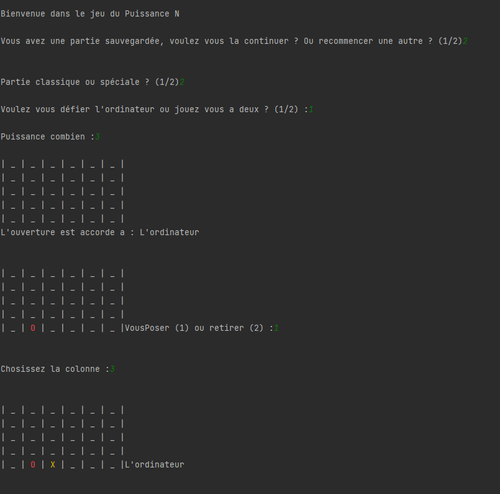 Bienvenue dans le jeu du Puissance N
Vous avez une partie sauvegardée, voulez vous la continuer ? Ou recommencer une autre ? (1/2)2
Partie classique ou spéciale ? (1/2)2
Voulez vous défier l'ordinateur ou jouez vous a deux ? (1/2) :1
Puissance combien :3
| _ | _ | _ | _ | _ | _ |
| _ | _ | _ | _ | _ | _ |
| _ | _ | _ | _ | _ | _ |
| _ | _ | _ | _ | _ | _ |
| _ | _ | _ | _ | _ | _ |
L'ouverture est accorde a : L'ordinateur
| _ | _ | _ | _ | _ | _ |
| _ | _ | _ | _ | _ | _ |
| _ | _ | _ | _ | _ | _ |
| _ | _ | _ | _ | _ | _ |
| _ | O | _ | _ | _ | _ |VousPoser (1) ou retirer (2) :1
Chosissez la colonne :3
| _ | _ | _ | _ | _ | _ |
| _ | _ | _ | _ | _ | _ |
| _ | _ | _ | _ | _ | _ |
| _ | _ | _ | _ | _ | _ |
| _ | O | X | _ | _ | _ |L'ordinateur